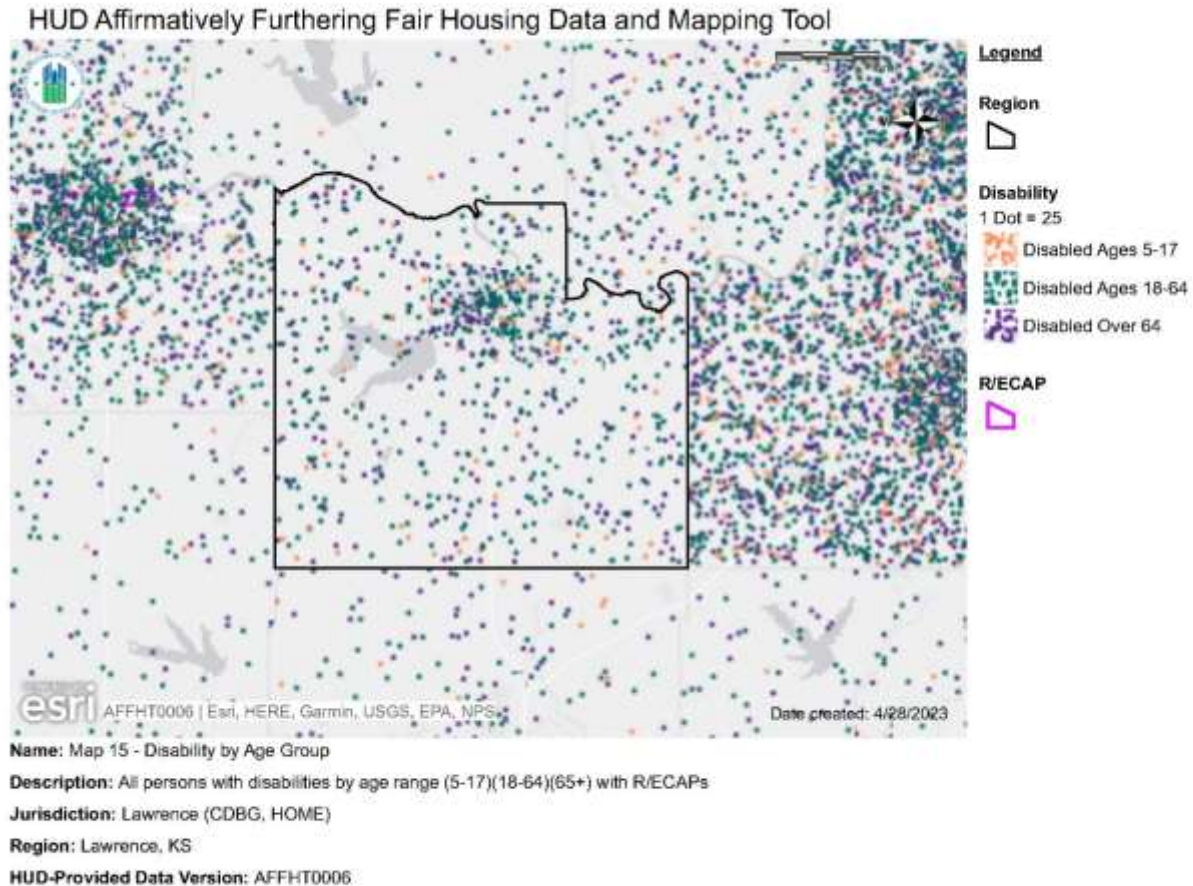 HUD Affirmatively Furthering Fair Housing Data and Mapping Tool
Legend
Region
Disability
1 Dot = 25
Disabled Ages 5-17
Disabled Ages 18-64
Disabled Over 64
R/ECAP
esri AFFHT0006 | Esri, HERE, Garmin, USGS, EPA, NPS
Date created: 4/28/2023
Name: Map 15 - Disability by Age Group
Description: All persons with disabilities by age range (5-17)(18-64)(65+) with R/ECAPs
Jurisdiction: Lawrence (CDBG, HOME)
Region: Lawrence, KS
HUD-Provided Data Version: AFFHT0006